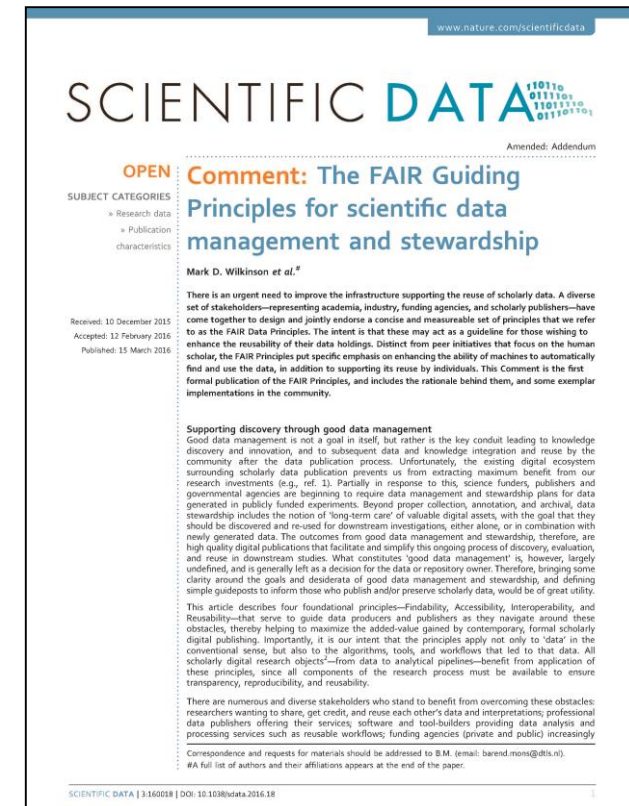 www.nature.com/scientificdata
SCIENTIFIC DATA
110110
011101
11011110
011101101
Amended: Addendum
OPEN
SUBJECT CATEGORIES
» Research data
» Publication
characteristics
Received: 10 December 2015
Accepted: 12 February 2016
Published: 15 March 2016
Comment: The FAIR Guiding
Principles for scientific data
management and stewardship
Mark D. Wilkinson et al.#
There is an urgent need to improve the infrastructure supporting the reuse of scholarly data. A diverse
set of stakeholders—representing academia, industry, funding agencies, and scholarly publishers—have
come together to design and jointly endorse a concise and measureable set of principles that we refer
to as the FAIR Data Principles. The intent is that these may act as a guideline for those wishing to
enhance the reusability of their data holdings. Distinct from peer initiatives that focus on the human
scholar, the FAIR Principles put specific emphasis on enhancing the ability of machines to automatically
find and use the data, in addition to supporting its reuse by individuals. This Comment is the first
formal publication of the FAIR Principles, and includes the rationale behind them, and some exemplar
implementations in the community.
Supporting discovery through good data management
Good data management is not a goal in itself, but rather is the key conduit leading to knowledge
discovery and innovation, and to subsequent data and knowledge integration and reuse by the
community after the data publication process. Unfortunately, the existing digital ecosystem
surrounding scholarly data publication prevents us from extracting maximum benefit from our
research investments (e.g., ref. 1). Partially in response to this, science funders, publishers and
governmental agencies are beginning to require data management and stewardship plans for data
generated in publicly funded experiments. Beyond proper collection, annotation, and archival, data
stewardship includes the notion of 'long-term care' of valuable digital assets, with the goal that they
should be discovered and re-used for downstream investigations, either alone, or in combination with
newly generated data. The outcomes from good data management and stewardship, therefore, are
high quality digital publications that facilitate and simplify this ongoing process of discovery, evaluation,
and reuse in downstream studies. What constitutes 'good data management' is, however, largely
undefined, and is generally left as a decision for the data or repository owner. Therefore, bringing some
clarity around the goals and desiderata of good data management and stewardship, and defining
simple guideposts to inform those who publish and/or preserve scholarly data, would be of great utility.
This article describes four foundational principles—Findability, Accessibility, Interoperability, and
Reusability—that serve to guide data producers and publishers as they navigate around these
obstacles, thereby helping to maximize the added-value gained by contemporary, formal scholarly
digital publishing. Importantly, it is our intent that the principles apply not only to 'data' in the
conventional sense, but also to the algorithms, tools, and workflows that led to that data. All
scholarly digital research objects²—from data to analytical pipelines—benefit from application of
these principles, since all components of the research process must be available to ensure
transparency, reproducibility, and reusability.
There are numerous and diverse stakeholders who stand to benefit from overcoming these obstacles:
researchers wanting to share, get credit, and reuse each other's data and interpretations; professional
data publishers offering their services; software and tool-builders providing data analysis and
processing services such as reusable workflows; funding agencies (private and public) increasingly
Correspondence and requests for materials should be addressed to B.M. (email: barend.mons@dtls.nl).
#A full list of authors and their affiliations appears at the end of the paper.
SCIENTIFIC DATA | 3:160018 | DOI: 10.1038/sdata.2016.18
1